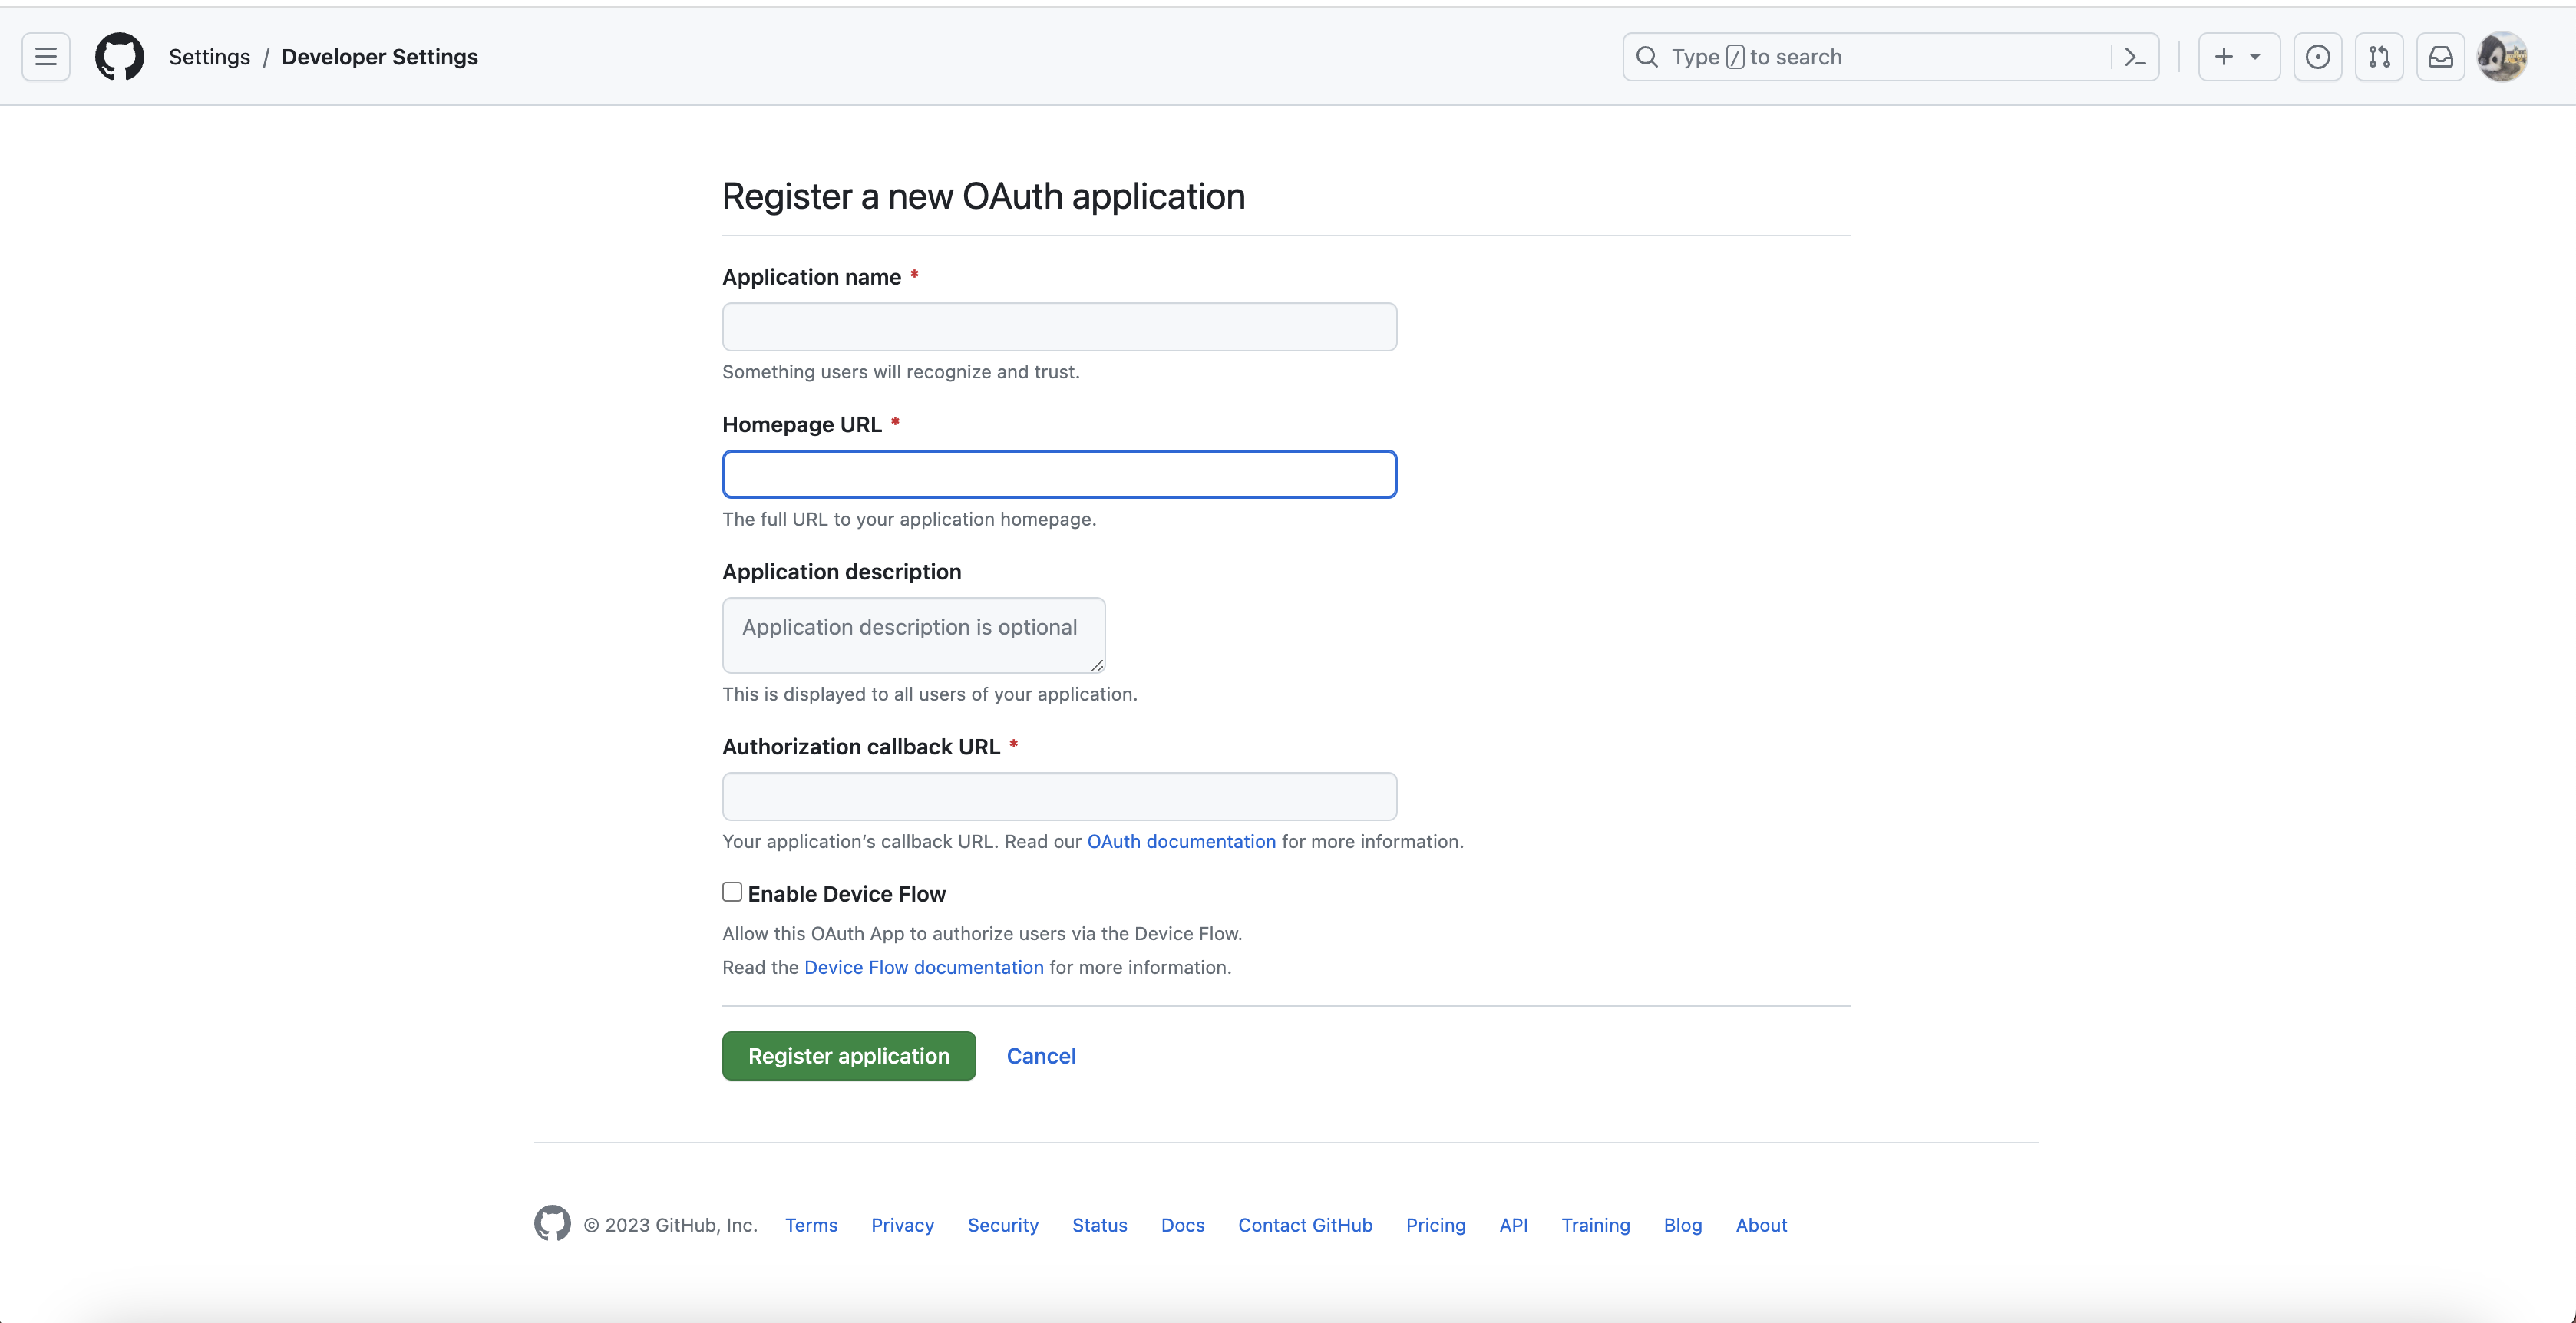 Settings / Developer Settings
Type / to search
Register a new OAuth application
Application name *
Something users will recognize and trust.
Homepage URL *
The full URL to your application homepage.
Application description
Application description is optional
This is displayed to all users of your application.
Authorization callback URL *
Your application’s callback URL. Read our OAuth documentation for more information.
Enable Device Flow
Allow this OAuth App to authorize users via the Device Flow.
Read the Device Flow documentation for more information.
Register application Cancel
© 2023 GitHub, Inc. Terms Privacy Security Status Docs Contact GitHub Pricing API Training Blog About